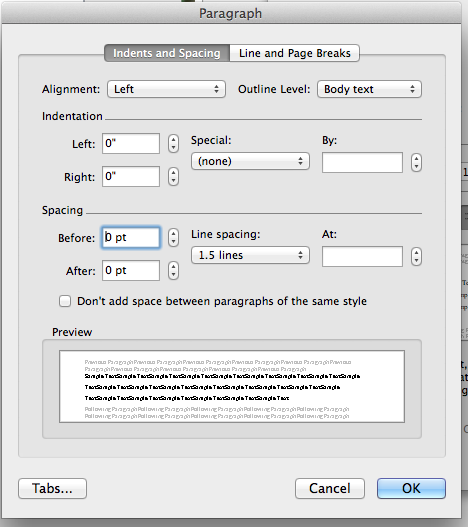 Paragraph
Indents and Spacing Line and Page Breaks
Alignment: Left Outline Level: Body text
Indentation
Left: 0" Special: By:
(none)
Right: 0"
Spacing
Before: 0 pt Line spacing: At:
1.5 lines
After: 0 pt
Don't add space between paragraphs of the same style
Preview
Previous Paragraph Previous Paragraph Previous Paragraph Previous Paragraph Previous Paragraph Previous
Paragraph Previous Paragraph Previous Paragraph Previous Paragraph
Sample Text Sample Text Sample Text Sample Text Sample Text Sample Text Sample Text Sample Text Sample
Text Sample Text Sample Text Sample Text Sample Text Sample Text Sample Text Sample Text Sample
Text Sample Text Sample Text Sample Text Sample Text Sample Text Sample Text
Following Paragraph Following Paragraph Following Paragraph Following Paragraph Following Paragraph
Following Paragraph Following Paragraph Following Paragraph Following Paragraph Following Paragraph
Tabs... Cancel OK